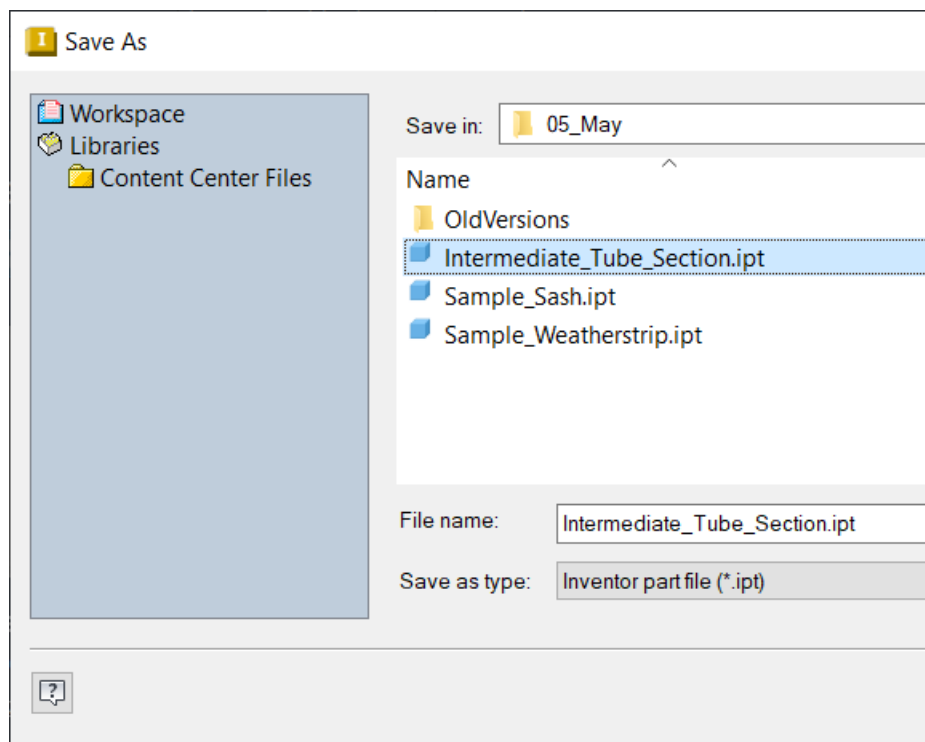 Save As
Workspace
Libraries
Content Center Files
Save in: 05_May
Name
OldVersions
Intermediate_Tube_Section.ipt
Sample_Sash.ipt
Sample_Weatherstrip.ipt
File name: Intermediate_Tube_Section.ipt
Save as type: Inventor part file (*.ipt)